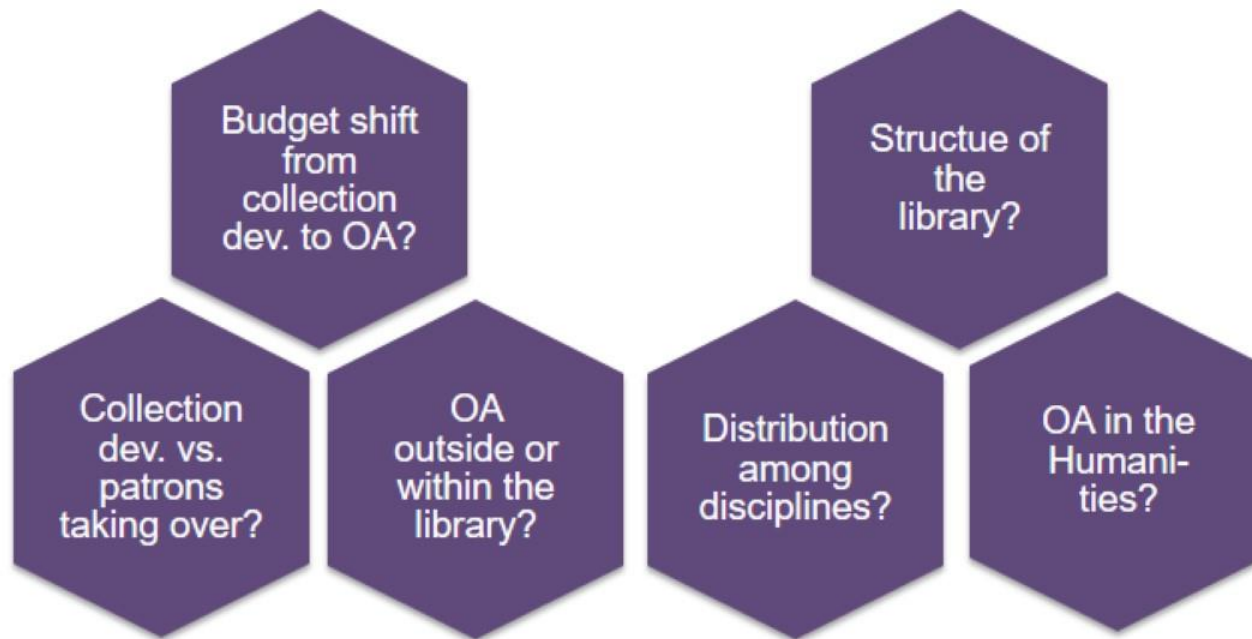 Budget shift
from
collection
dev. to OA?
Structue of
the
library?
Collection
dev. vs.
patrons
taking over?
OA
outside or
within the
library?
Distribution
among
disciplines?
OA in the
Humani-
ties?